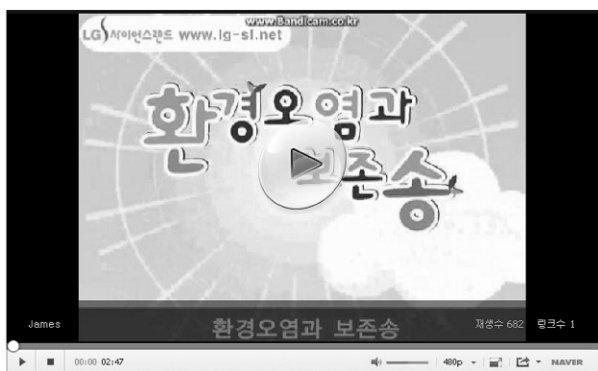 www.Bandicam.co.kr
LG 사이언스랜드 www.lg-sl.net
환경오염과
보존송
James
환경오염과 보존송
재생수 682 링크수 1
00:00 02:47
480p
NAVER